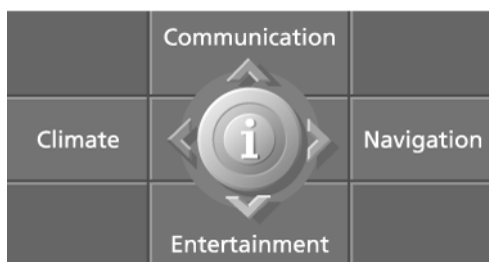 Communication
Climate
i
Navigation
Entertainment